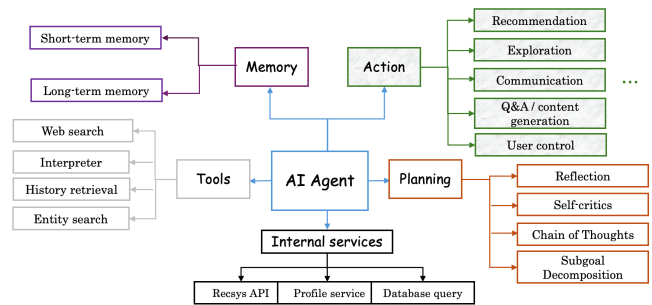 Recommendation
Short-term memory
Exploration
Memory
Action
Communication
...
Long-term memory
Q&A / content
generation
Web search
User control
Interpreter
Tools
AI Agent
Planning
Reflection
History retrieval
Self-critics
Entity search
Chain of Thoughts
Internal services
Subgoal
Decomposition
Recsys API
Profile service
Database query